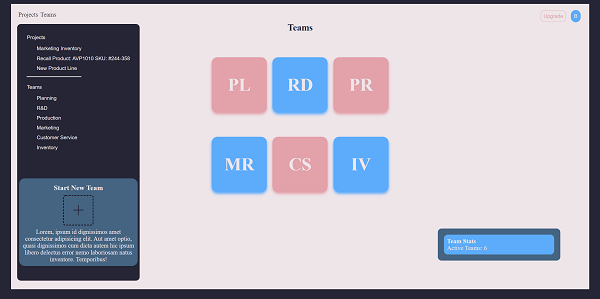 Projects Teams
Upgrade
B
Teams
Projects
Marketing Inventory
Recall Product: AVP1010 SKU: #244-358
New Product Line
Teams
Planning
R&D
Production
Marketing
Customer Service
Inventory
PL RD PR
MR CS IV
Start New Team
+
Lorem, ipsum id dignissimos amet
consectetur adipisicing elit. Aut amet optio,
quas dignissimos cum dicta autem hic ipsum
libero delectus error nemo laboriosam natus
inventore. Temporibus!
Team Stats
Active Teams: 6